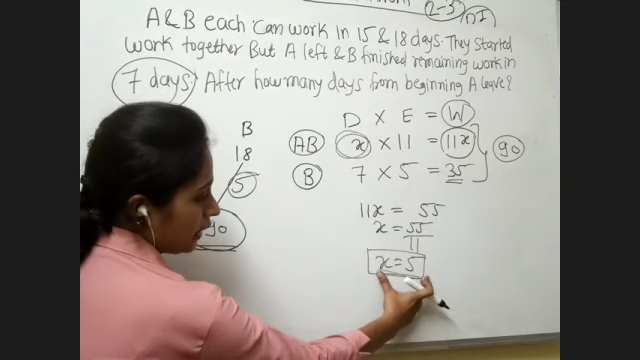 A&B each can work in 15 & 18 days. They started
work together But A left & B finished remaining work in
7 days. After how many days from beginning A leave?
D × E = W
B
AB x × 11 = 11x
18
90
B 7 × 5 = 35
5
90
11x = 55
x = 55
11
x = 5